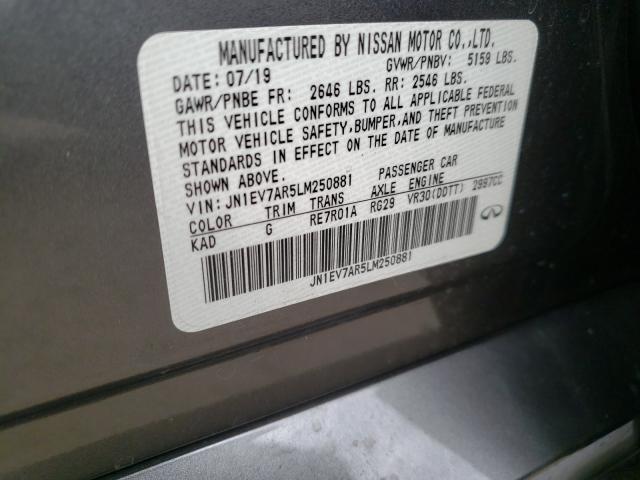 MANUFACTURED BY NISSAN MOTOR CO.,LTD.
DATE: 07/19 GVWR/PNBV: 5159 LBS.
GAWR/PNBE FR: 2646 LBS. RR: 2546 LBS.
THIS VEHICLE CONFORMS TO ALL APPLICABLE FEDERAL
MOTOR VEHICLE SAFETY,BUMPER,AND THEFT PREVENTION
STANDARDS IN EFFECT ON THE DATE OF MANUFACTURE
SHOWN ABOVE.
VIN: JN1EV7AR5LM250881 PASSENGER CAR
COLOR TRIM TRANS AXLE ENGINE
KAD G RE7R01A RG29 VR30(DDTT) 2997CC
JN1EV7AR5LM250881